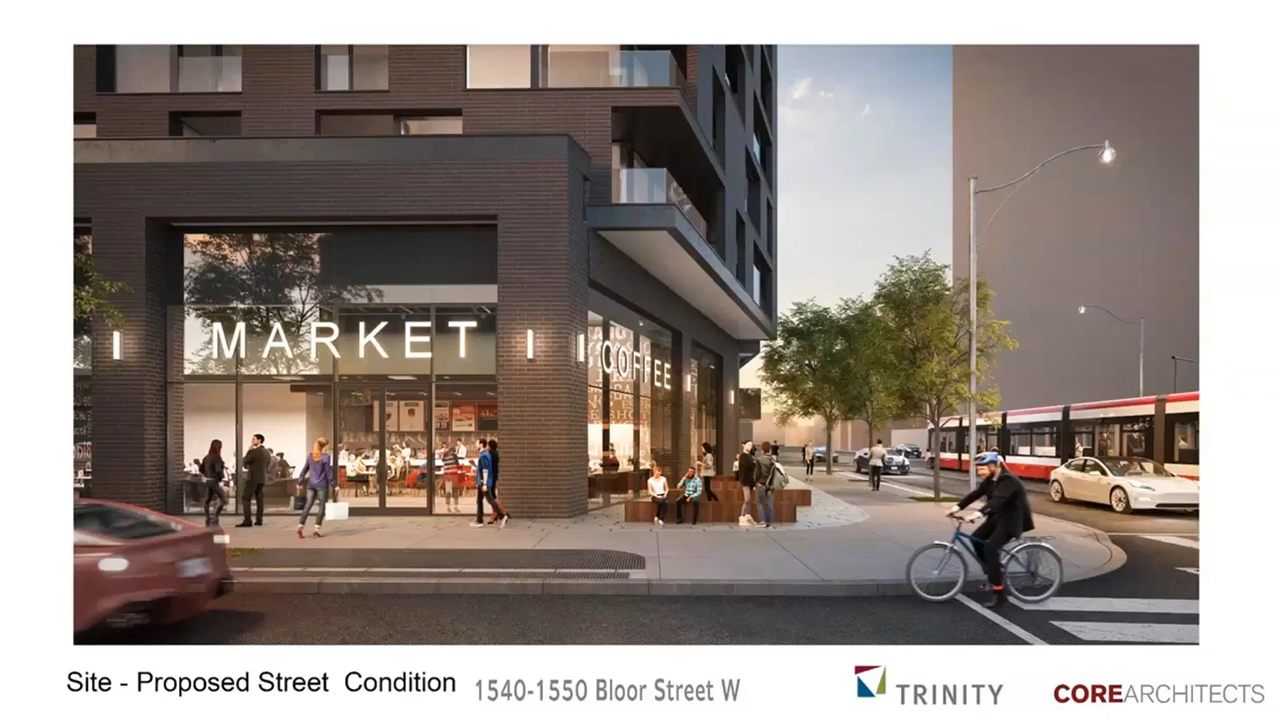 MARKET
COFFEE
Site - Proposed Street Condition
1540-1550 Bloor Street W
TRINITY
COREARCHITECTS